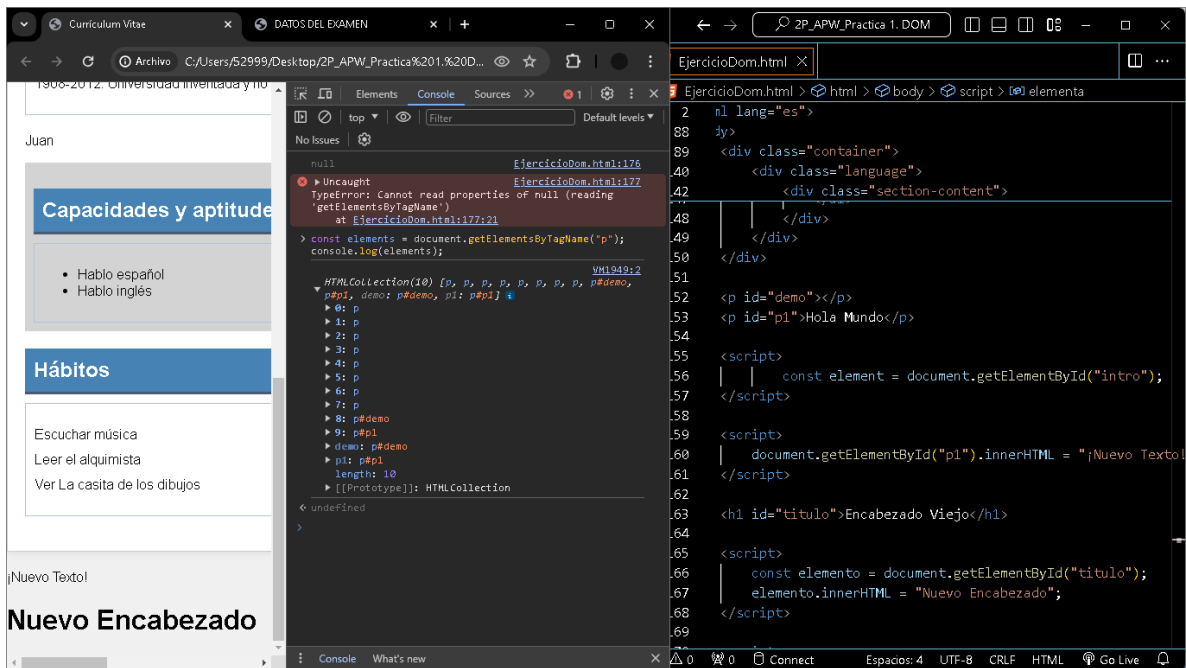 Currículum Vitae
DATOS DEL EXAMEN
2P_APW_Practica 1. DOM
Archivo C:/Users/52999/Desktop/2P_APW_Practica%201.%20D...
1908-2012. Universidad Inventada y no
Juan
Capacidades y aptitude
Hablo español
Hablo inglés
Hábitos
Escuchar música
Leer el alquimista
Ver La casita de los dibujos
¡Nuevo Texto!
Nuevo Encabezado
Elements Console Sources 1
top Filter Default levels
No Issues
null EjercicioDom.html:176
Uncaught EjercicioDom.html:177
TypeError: Cannot read properties of null (reading
'getElementsByTagName')
at EjercicioDom.html:177:21
const elements = document.getElementsByTagName("p");
console.log(elements);
VM1949:2
HTMLCollection(10) [p, p, p, p, p, p, p, p, p#demo,
p#p1, demo: p#demo, p1: p#p1]
0: p
1: p
2: p
3: p
4: p
5: p
6: p
7: p
8: p#demo
9: p#p1
demo: p#demo
p1: p#p1
length: 10
[[Prototype]]: HTMLCollection
undefined
Console What's new
EjercicioDom.html
EjercicioDom.html > html > body > script > elementa
2 ml lang="es">
88 dy>
89 <div class="container">
.40 <div class="language">
.42 <div class="section-content">
.48 </div>
.49 </div>
.50 </div>
.51
.52 <p id="demo"></p>
.53 <p id="p1">Hola Mundo</p>
.54
.55 <script>
.56 const element = document.getElementById("intro");
.57 </script>
.58
.59 <script>
.60 document.getElementById("p1").innerHTML = "¡Nuevo Texto!
.61 </script>
.62
.63 <h1 id="titulo">Encabezado Viejo</h1>
.64
.65 <script>
.66 const elemento = document.getElementById("titulo");
.67 elemento.innerHTML = "Nuevo Encabezado";
.68 </script>
.69
0 0 Connect Espacios: 4 UTF-8 CRLF HTML Go Live